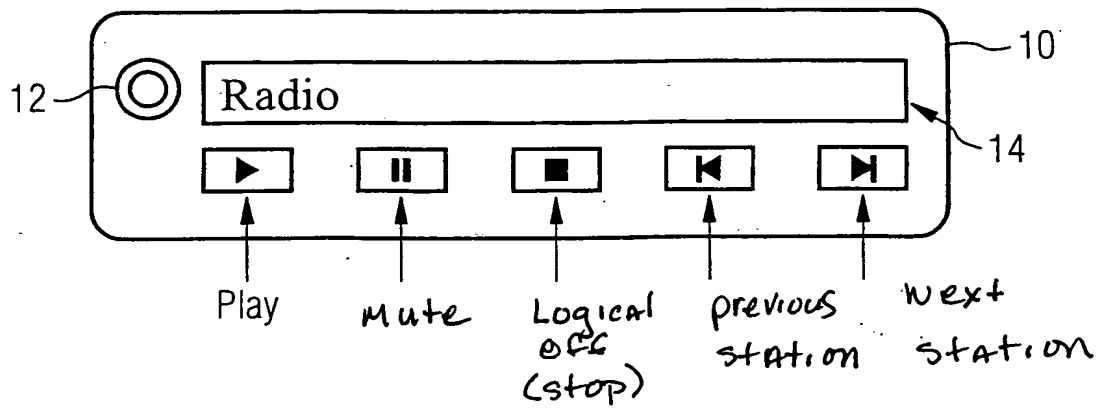 10
12
Radio
14
Play
Mute
Logical
off
(stop)
previous
station
Next
station